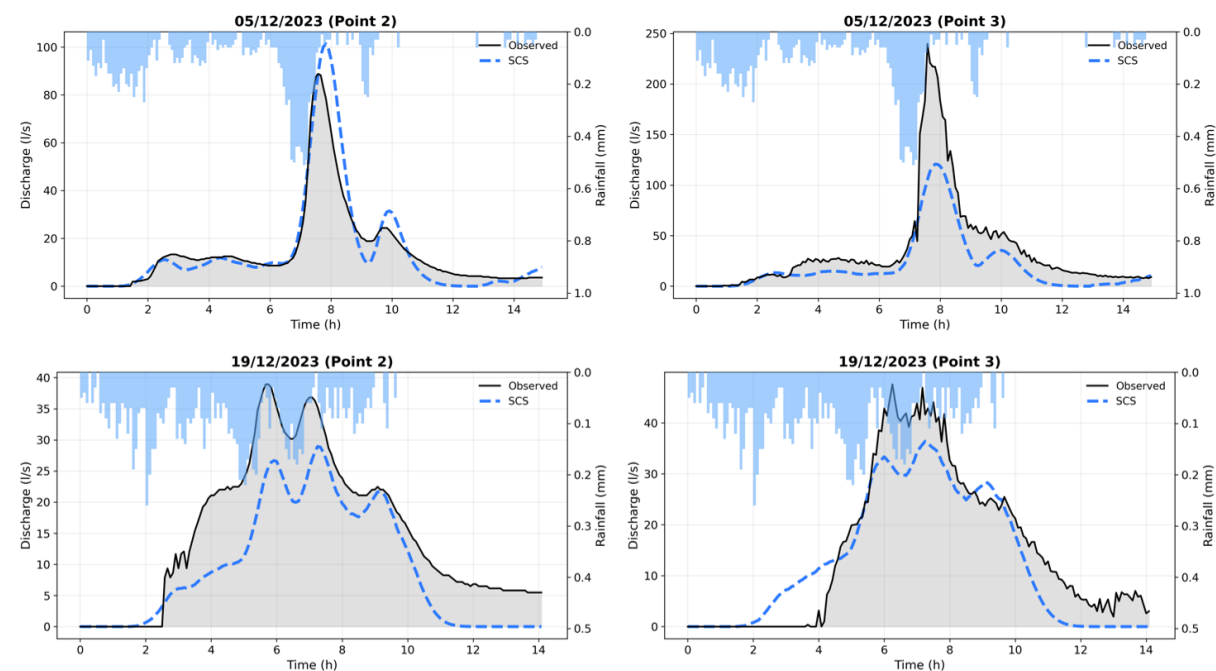 05/12/2023 (Point 2)
100
80
60
40
20
0
Discharge (l/s)
0 2 4 6 8 10 12 14
Time (h)
Observed
SCS
0.0
0.2
0.4
0.6
0.8
1.0
Rainfall (mm)
05/12/2023 (Point 3)
250
200
150
100
50
0
Discharge (l/s)
0 2 4 6 8 10 12 14
Time (h)
Observed
SCS
0.0
0.2
0.4
0.6
0.8
1.0
Rainfall (mm)
19/12/2023 (Point 2)
40
35
30
25
20
15
10
5
0
Discharge (l/s)
0 2 4 6 8 10 12 14
Time (h)
Observed
SCS
0.0
0.1
0.2
0.3
0.4
0.5
Rainfall (mm)
19/12/2023 (Point 3)
40
30
20
10
0
Discharge (l/s)
0 2 4 6 8 10 12 14
Time (h)
Observed
SCS
0.0
0.1
0.2
0.3
0.4
0.5
Rainfall (mm)